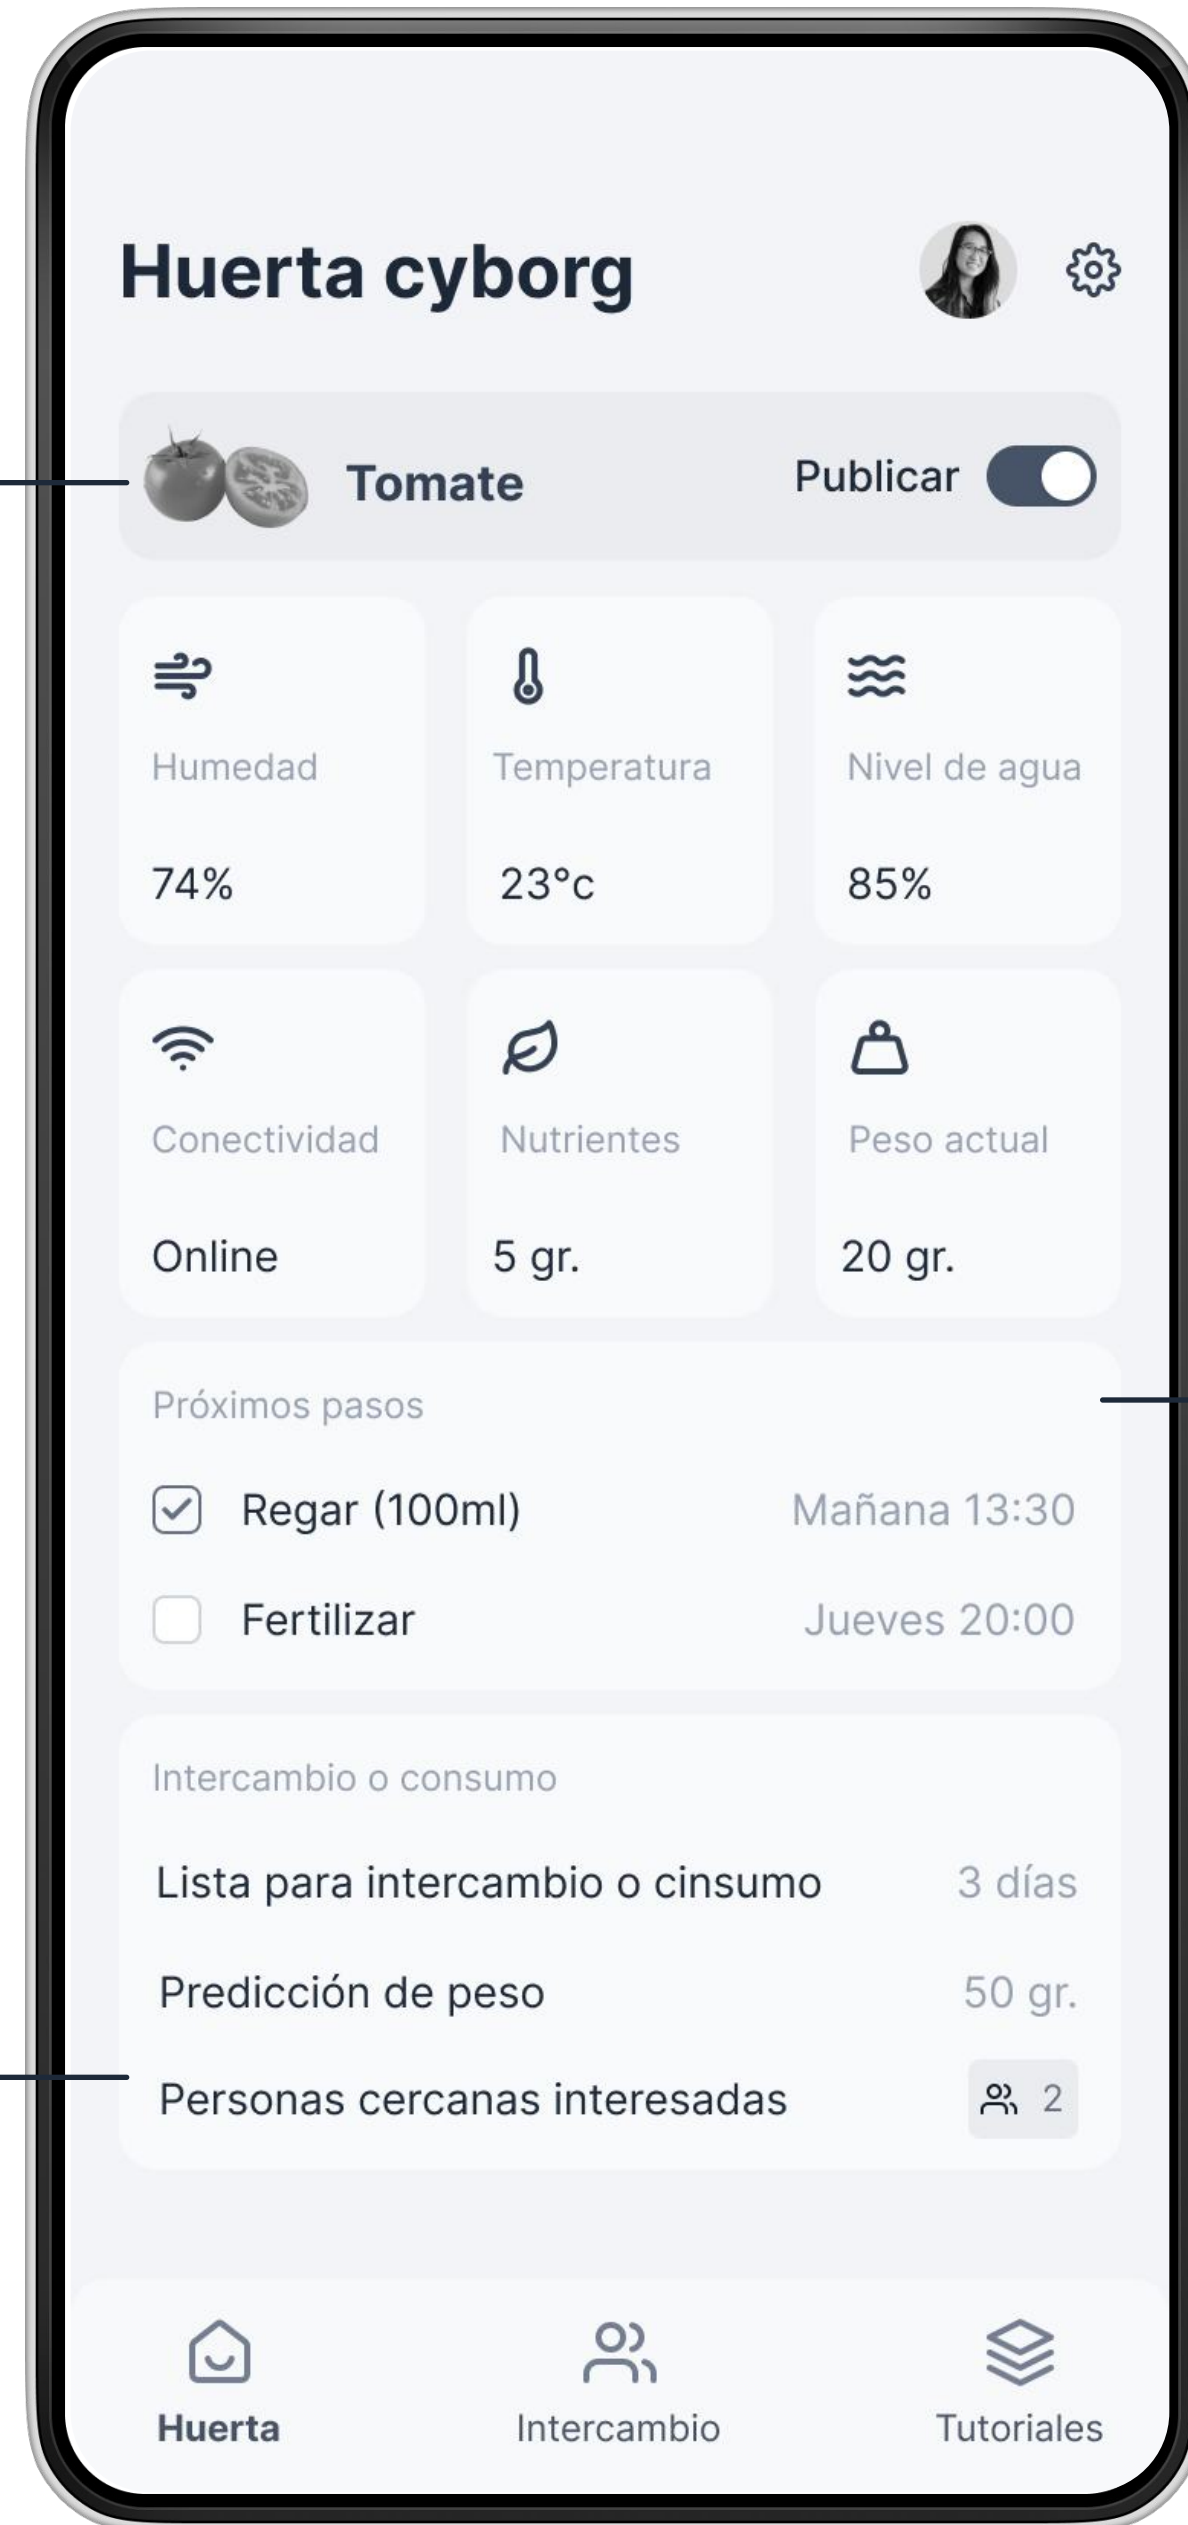 Huerta cyborg
Tomate Publicar
Humedad Temperatura Nivel de agua
74% 23°c 85%
Conectividad Nutrientes Peso actual
Online 5 gr. 20 gr.
Próximos pasos
Regar (100ml) Mañana 13:30
Fertilizar Jueves 20:00
Intercambio o consumo
Lista para intercambio o cinsumo 3 días
Predicción de peso 50 gr.
Personas cercanas interesadas 2
Huerta Intercambio Tutoriales